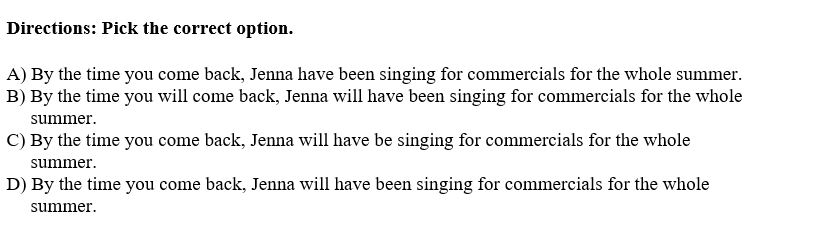 Directions: Pick the correct option.
A) By the time you come back, Jenna have been singing for commercials for the whole summer.
B) By the time you will come back, Jenna will have been singing for commercials for the whole
summer.
C) By the time you come back, Jenna will have be singing for commercials for the whole
summer.
D) By the time you come back, Jenna will have been singing for commercials for the whole
summer.